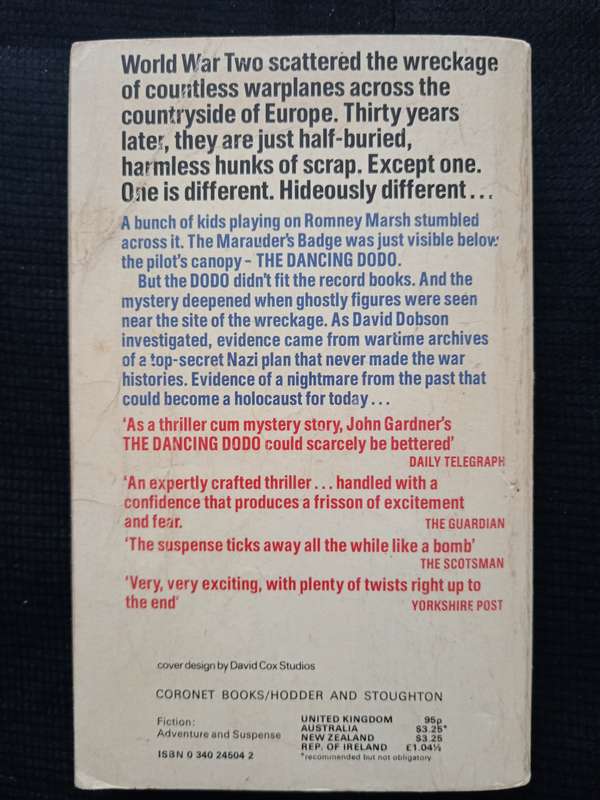 World War Two scattered the wreckage
of countless warplanes across the
countryside of Europe. Thirty years
later, they are just half-buried,
harmless hunks of scrap. Except one.
One is different. Hideously different...
A bunch of kids playing on Romney Marsh stumbled
across it. The Marauder's Badge was just visible below
the pilot's canopy – THE DANCING DODO.
But the DODO didn't fit the record books. And the
mystery deepened when ghostly figures were seen
near the site of the wreckage. As David Dobson
investigated, evidence came from wartime archives
of a top-secret Nazi plan that never made the war
histories. Evidence of a nightmare from the past that
could become a holocaust for today...
'As a thriller cum mystery story, John Gardner's
THE DANCING DODO could scarcely be bettered'
DAILY TELEGRAPH
'An expertly crafted thriller... handled with a
confidence that produces a frisson of excitement
and fear. THE GUARDIAN
'The suspense ticks away all the while like a bomb'
THE SCOTSMAN
'Very, very exciting, with plenty of twists right up to
the end' YORKSHIRE POST
cover design by David Cox Studios
CORONET BOOKS/HODDER AND STOUGHTON
Fiction:
Adventure and Suspense
ISBN 0 340 24504 2
UNITED KINGDOM 95p
AUSTRALIA $3.25*
NEW ZEALAND $3.25
REP. OF IRELAND £1.04½
*recommended but not obligatory